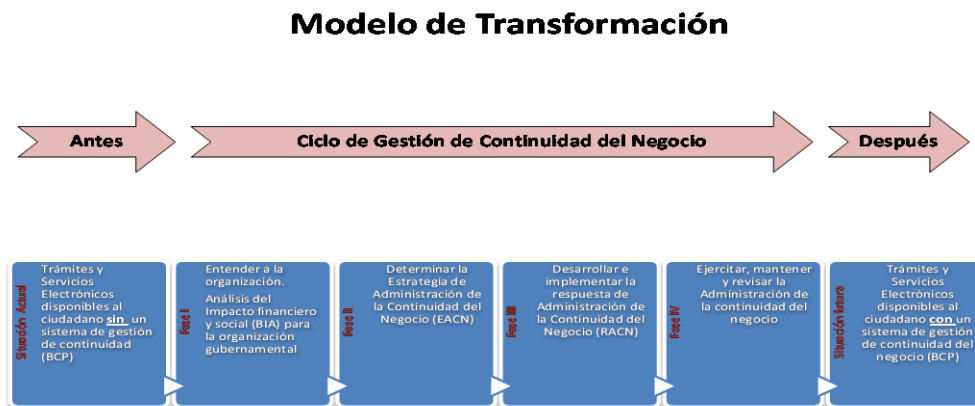 Modelo de Transformación
Antes
Ciclo de Gestión de Continuidad del Negocio
Después
Situación Actual
Trámites y
Servicios
Electrónicos
disponibles al
ciudadano sin un
sistema de gestión
de continuidad
(BCP)
Fase I
Entender a la
organización.
Análisis del
Impacto financiero
y social (BIA) para
la organización
gubernamental
Fase II
Determinar la
Estrategia de
Administración de
la Continuidad del
Negocio (EACN)
Fase III
Desarrollar e
implementar la
respuesta de
Administración de
la Continuidad del
Negocio (RACN)
Fase IV
Ejercitar, mantener
y revisar la
Administración de
la continuidad del
negocio
Situación futura
Trámites y
Servicios
Electrónicos
disponibles al
ciudadano con un
sistema de gestión
de continuidad del
negocio (BCP)